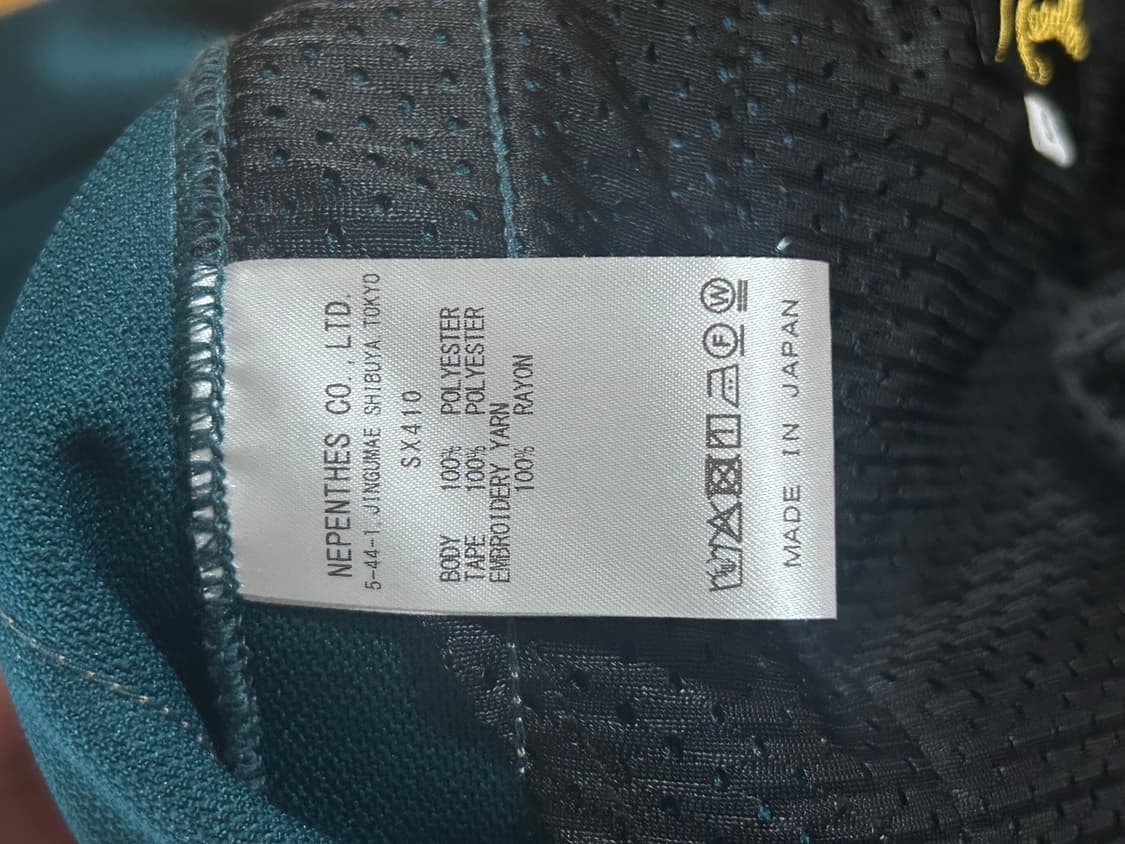 NEPENTHES CO., LTD.
5-44-1, JINGUMAE SHIBUYA TOKYO
SX410
BODY 100% POLYESTER
TAPE 100% POLYESTER
EMBROIDERY YARN
100% RAYON
F W
MADE IN JAPAN